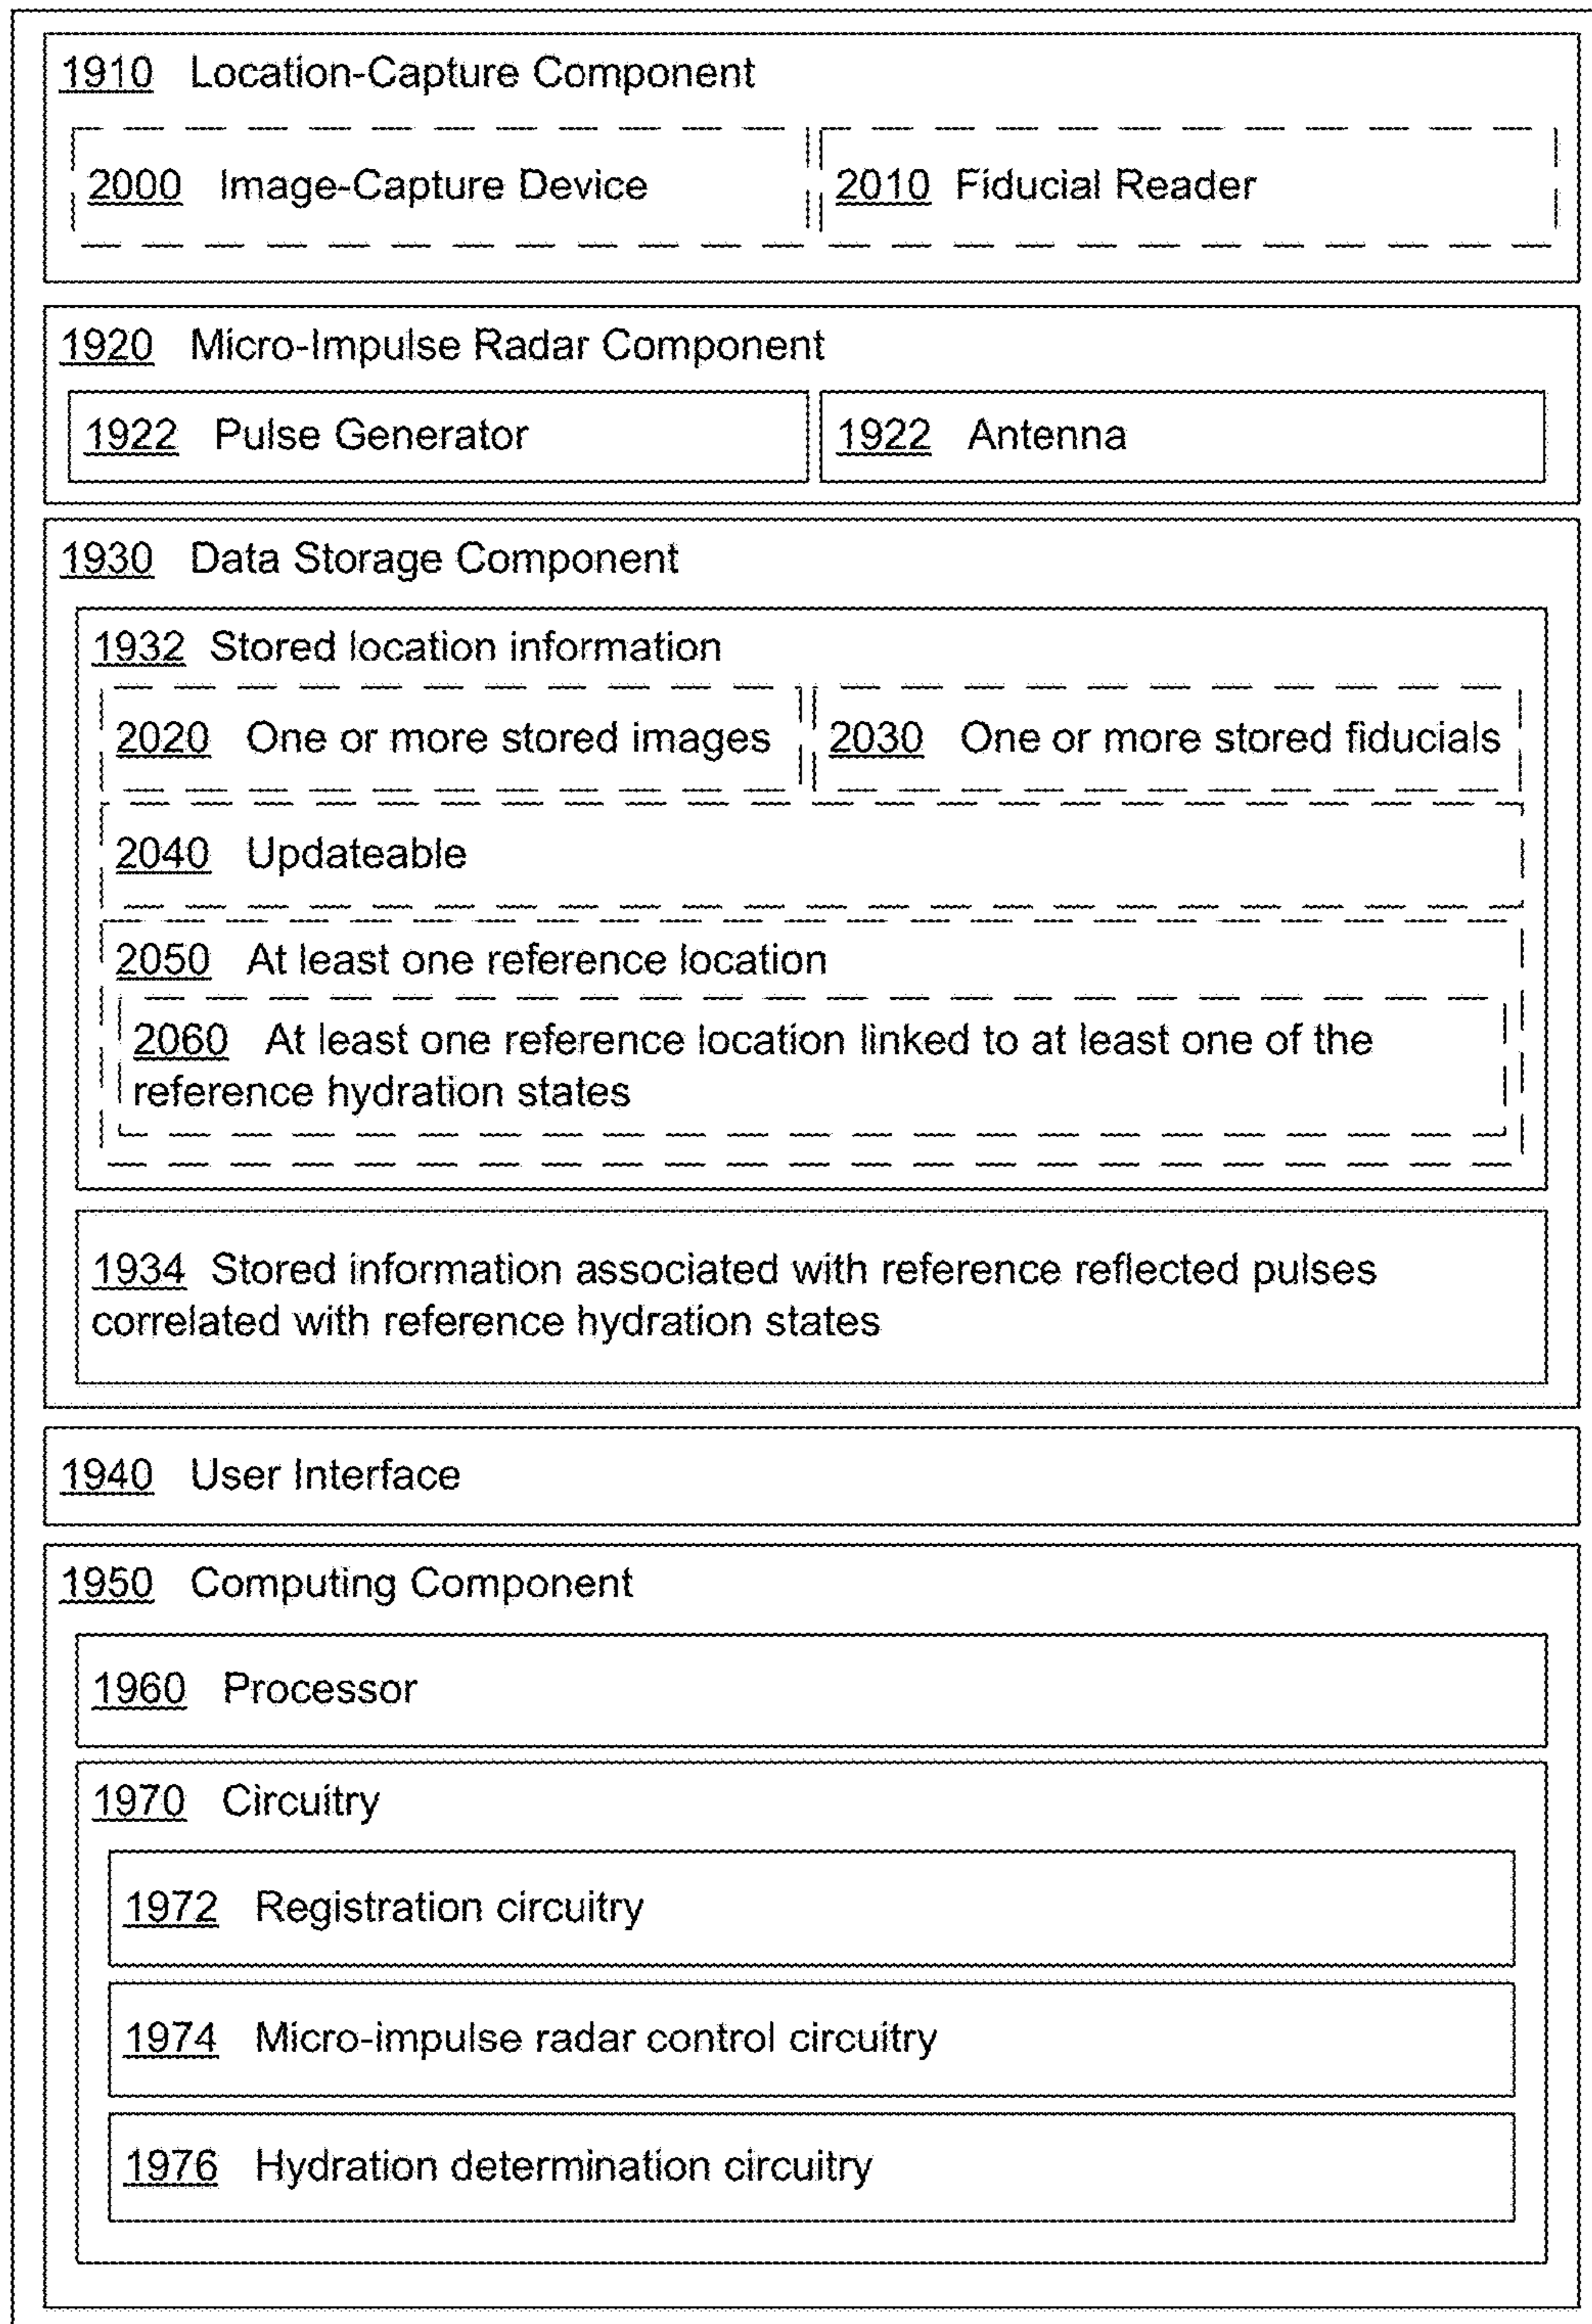 1910 Location-Capture Component
2000 Image-Capture Device
2010 Fiducial Reader
1920 Micro-Impulse Radar Component
1922 Pulse Generator
1922 Antenna
1930 Data Storage Component
1932 Stored location information
2020 One or more stored images
2030 One or more stored fiducials
2040 Updateable
2050 At least one reference location
2060 At least one reference location linked to at least one of the
reference hydration states
1934 Stored information associated with reference reflected pulses
correlated with reference hydration states
1940 User Interface
1950 Computing Component
1960 Processor
1970 Circuitry
1972 Registration circuitry
1974 Micro-impulse radar control circuitry
1976 Hydration determination circuitry